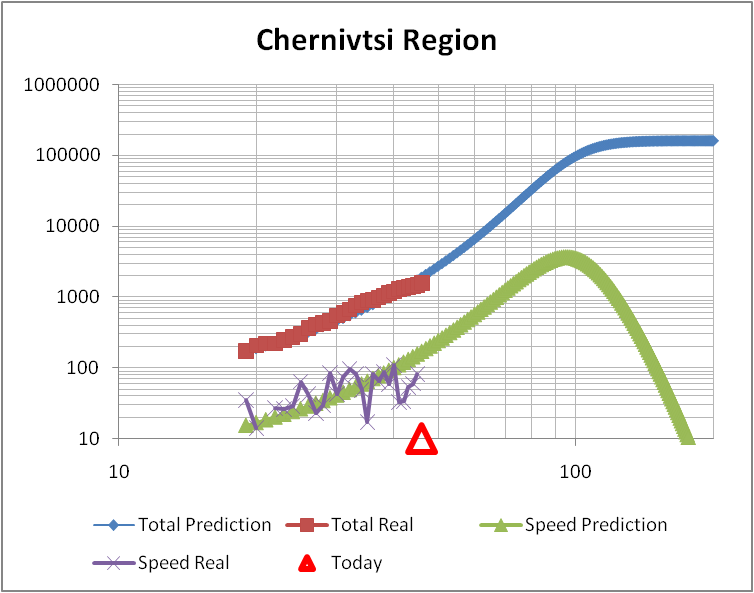 Chernivtsi Region
1000000
100000
10000
1000
100
10
10 100
Total Prediction Total Real Speed Prediction
Speed Real Today